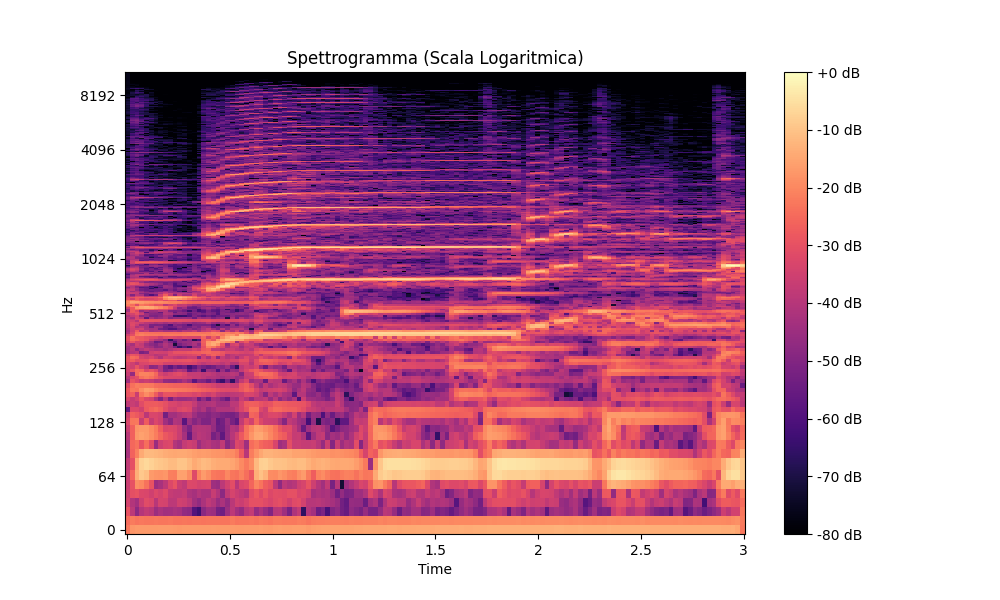 Spettrogramma (Scala Logaritmica)
Hz
8192
4096
2048
1024
512
256
128
64
0
0
0.5
1
1.5
2
2.5
3
Time
+0 dB
-10 dB
-20 dB
-30 dB
-40 dB
-50 dB
-60 dB
-70 dB
-80 dB